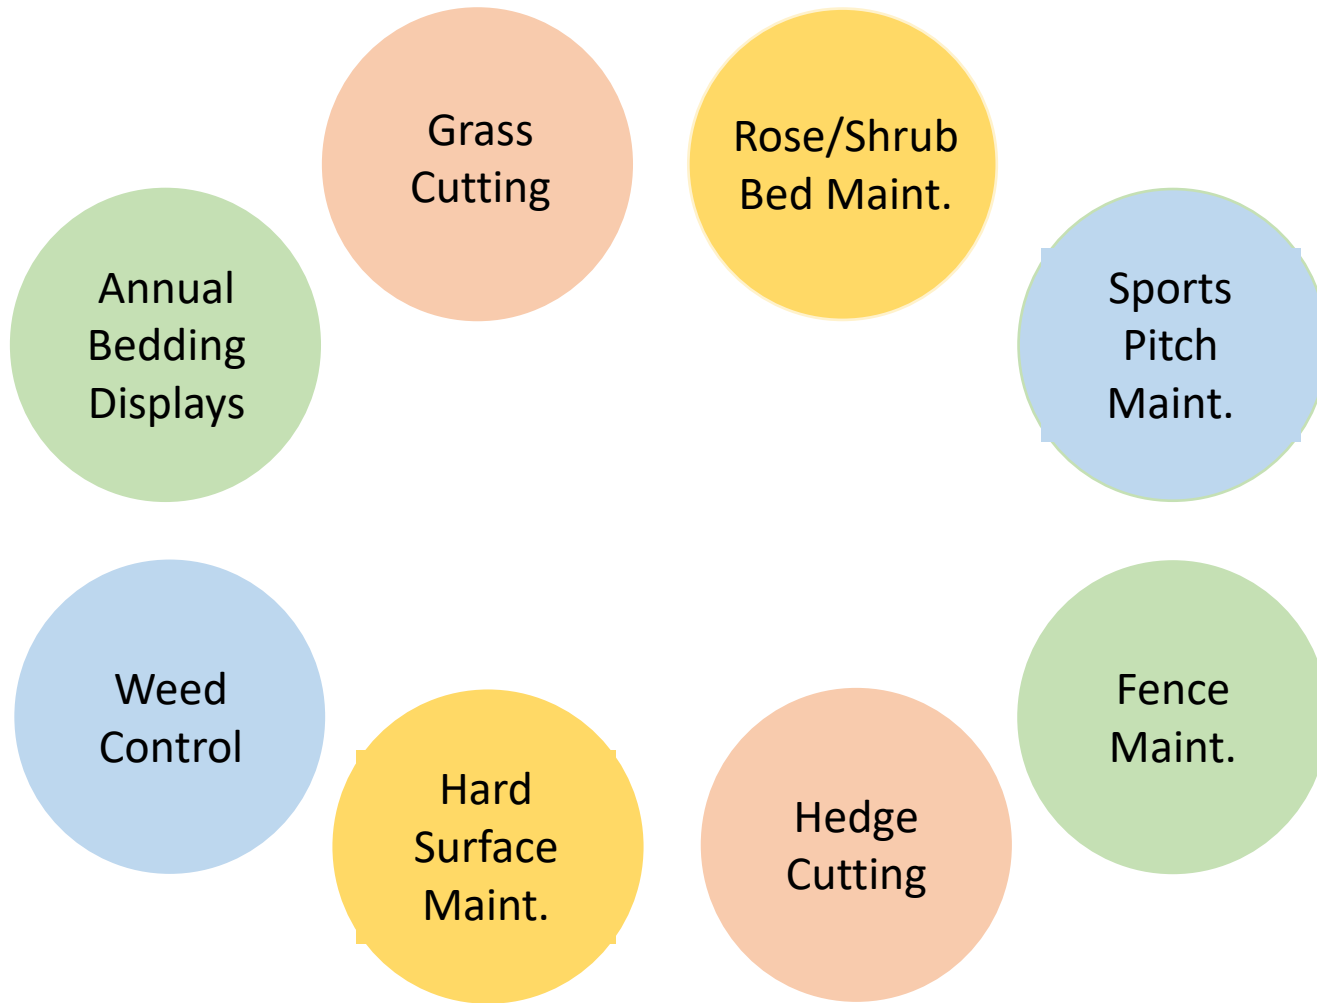 Grass
Cutting
Rose/Shrub
Bed Maint.
Annual
Bedding
Displays
Sports
Pitch
Maint.
Weed
Control
Fence
Maint.
Hard
Surface
Maint.
Hedge
Cutting